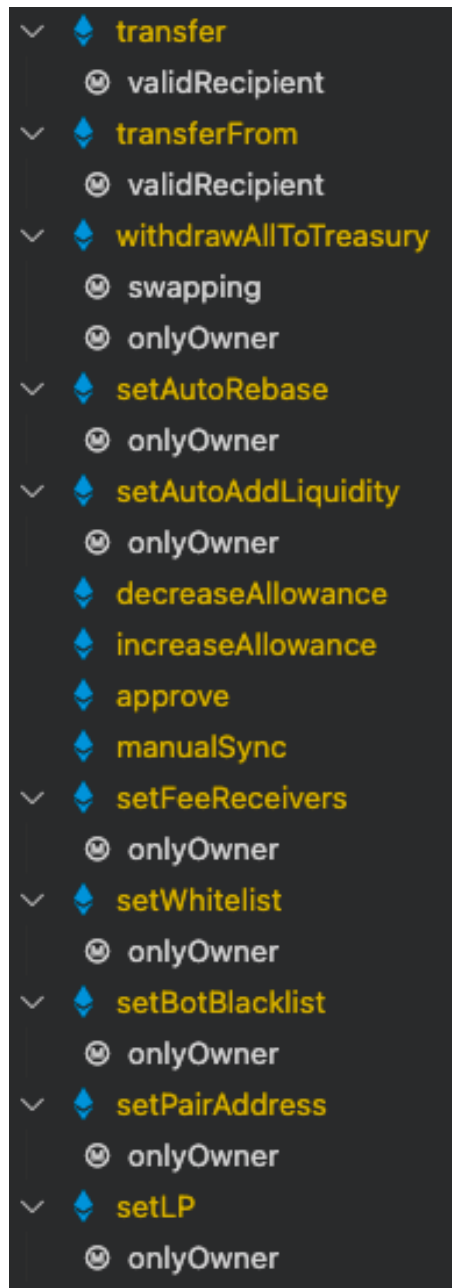 transfer
validRecipient
transferFrom
validRecipient
withdrawAllToTreasury
swapping
onlyOwner
setAutoRebase
onlyOwner
setAutoAddLiquidity
onlyOwner
decreaseAllowance
increaseAllowance
approve
manualSync
setFeeReceivers
onlyOwner
setWhitelist
onlyOwner
setBotBlacklist
onlyOwner
setPairAddress
onlyOwner
setLP
onlyOwner